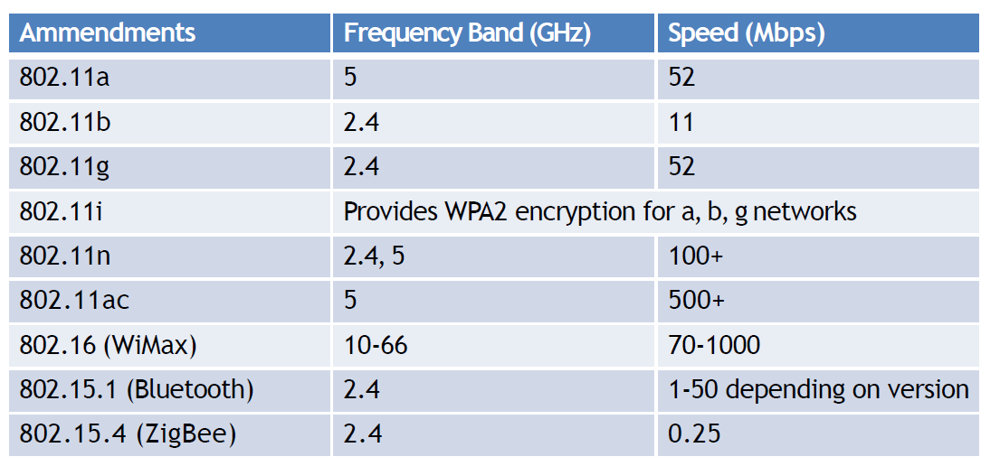 Ammendments Frequency Band (GHz) Speed (Mbps)
802.11a 5 52
802.11b 2.4 11
802.11g 2.4 52
802.11i Provides WPA2 encryption for a, b, g networks
802.11n 2.4, 5 100+
802.11ac 5 500+
802.16 (WiMax) 10-66 70-1000
802.15.1 (Bluetooth) 2.4 1-50 depending on version
802.15.4 (ZigBee) 2.4 0.25